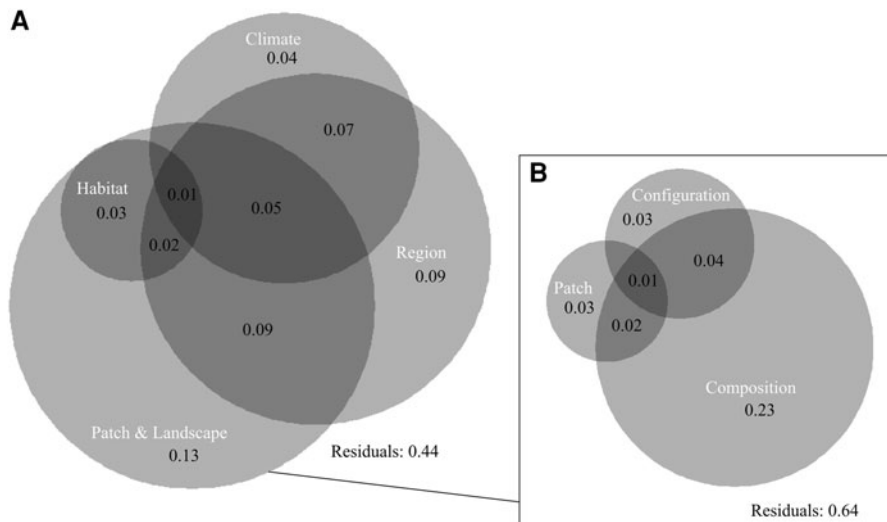 A
Climate
0.04
0.07
Habitat
0.03
0.01
0.05
0.02
Region
0.09
0.09
Patch & Landscape
0.13
Residuals: 0.44
B
Configuration
0.03
0.04
0.01
Patch
0.03
0.02
Composition
0.23
Residuals: 0.64